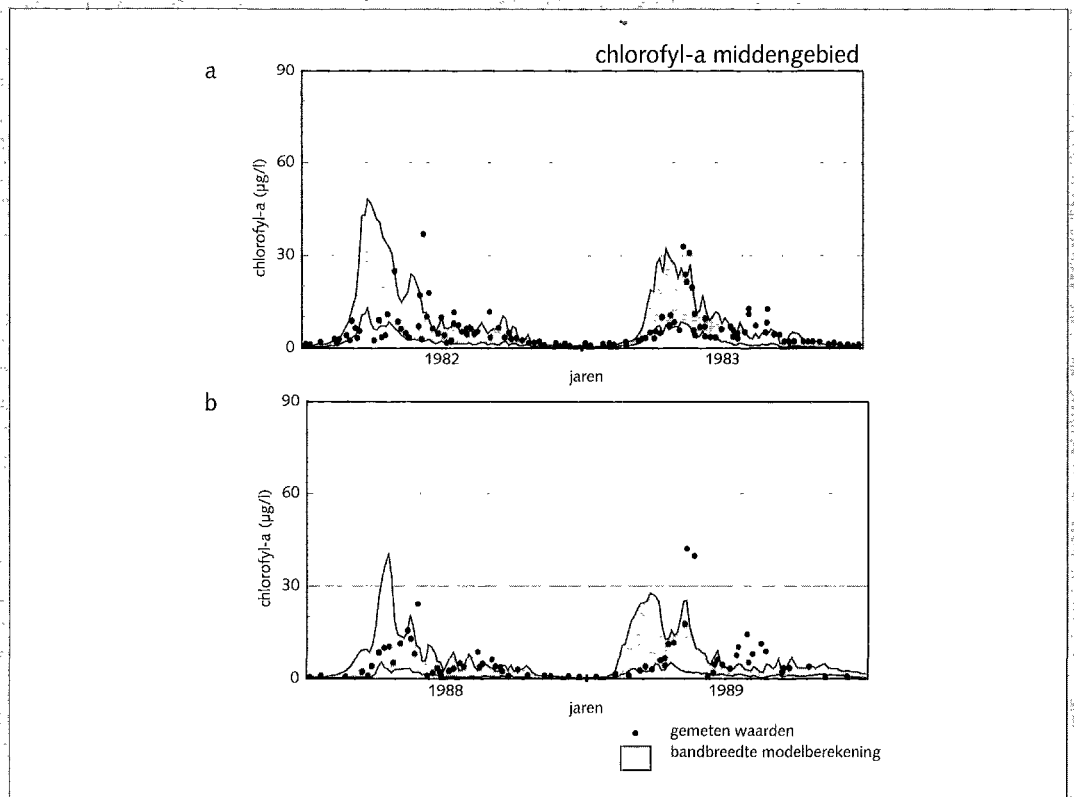 chlorofyl-a middengebied
a
90
60
30
0
chlorofyl-a (µg/l)
1982
1983
jaren
b
90
60
30
0
chlorofyl-a (µg/l)
1988
1989
jaren
gemeten waarden
bandbreedte modelberekening